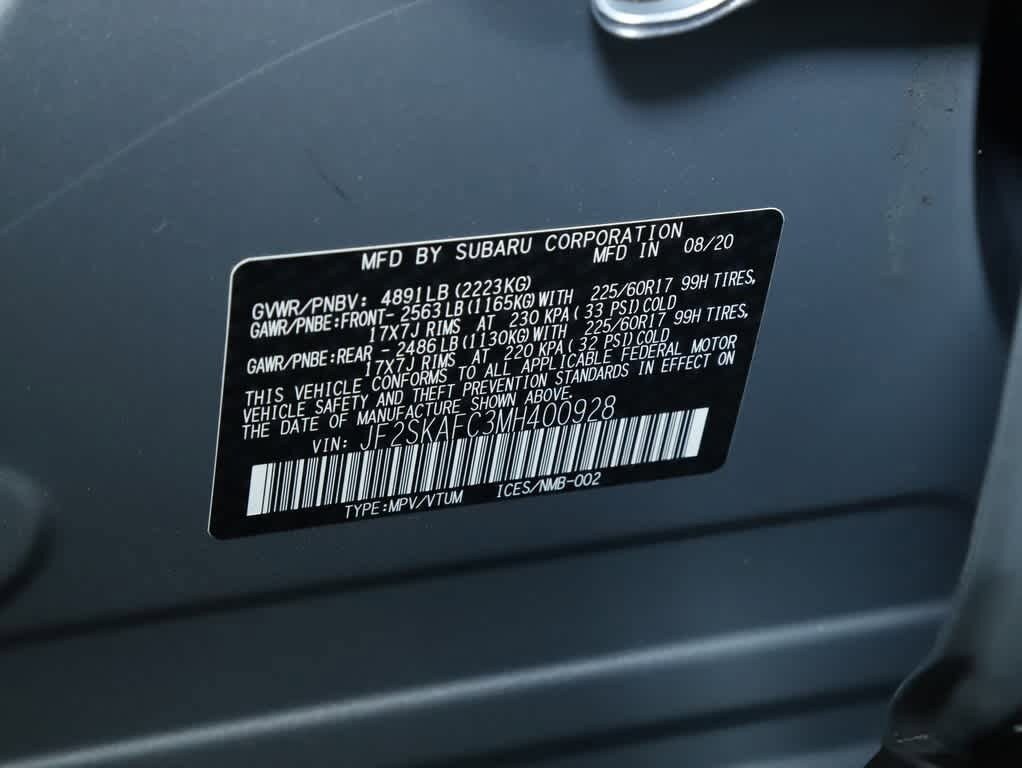 MFD BY SUBARU CORPORATION
MFD IN 08/20
GVWR/PNBV: 4891LB(2223KG)
GAWR/PNBE:FRONT- 2563LB(1165KG)WITH 225/60R17 99H TIRES,
17X7J RIMS AT 230 KPA( 33 PSI)COLD
GAWR/PNBE:REAR - 2486LB(1130KG)WITH 225/60R17 99H TIRES,
17X7J RIMS AT 220 KPA( 32 PSI)COLD
THIS VEHICLE CONFORMS TO ALL APPLICABLE FEDERAL MOTOR
VEHICLE SAFETY AND THEFT PREVENTION STANDARDS IN EFFECT ON
THE DATE OF MANUFACTURE SHOWN ABOVE.
VIN: JF2SKAFC3MH400928
TYPE:MPV/VTUM ICES/NMB-002